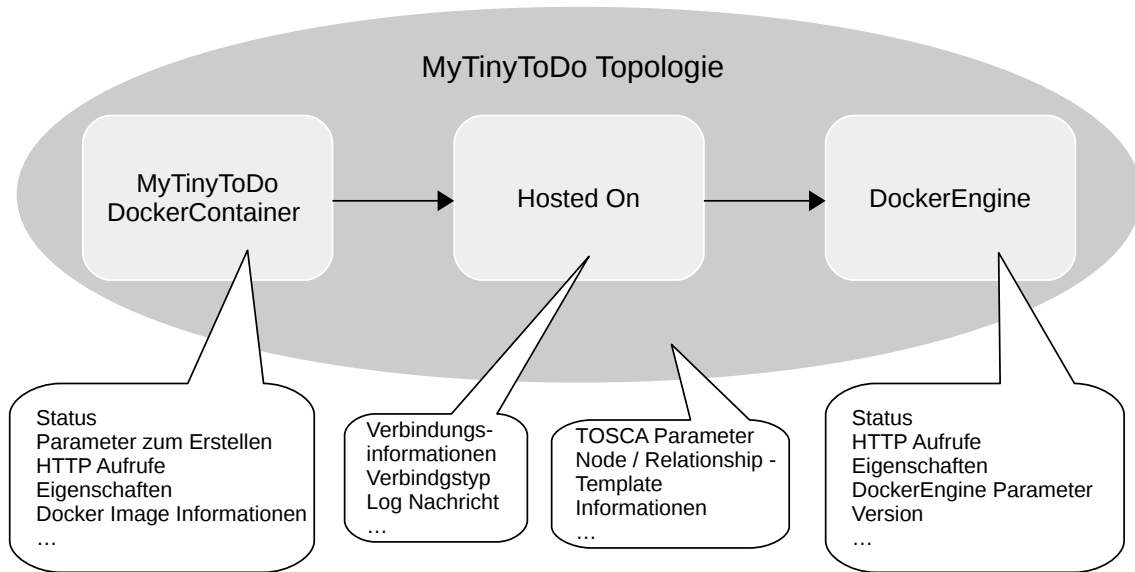 MyTinyToDo Topologie
MyTinyToDo
DockerContainer
Hosted On
DockerEngine
Status
Parameter zum Erstellen
HTTP Aufrufe
Eigenschaften
Docker Image Informationen
…
Verbindungs-
informationen
Verbindgstyp
Log Nachricht
…
TOSCA Parameter
Node / Relationship -
Template
Informationen
…
Status
HTTP Aufrufe
Eigenschaften
DockerEngine Parameter
Version
…